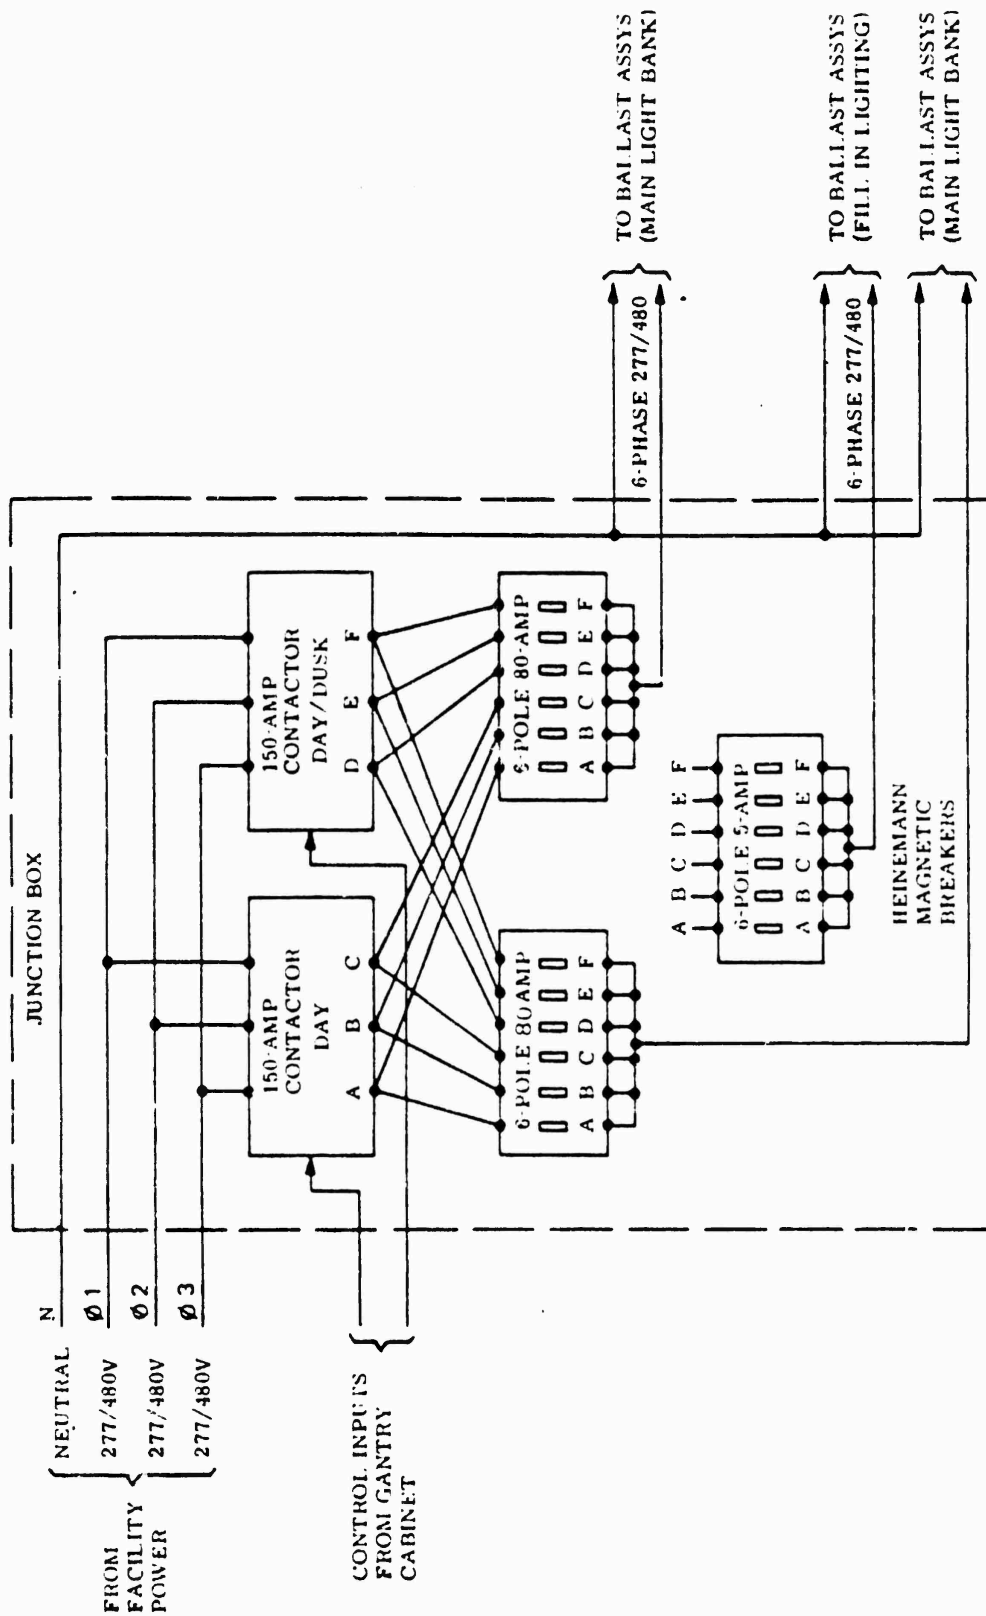 JUNCTION BOX
FROM
FACILITY
POWER
NEUTRAL N
277/480V Ø 1
277/480V Ø 2
277/480V Ø 3
CONTROL INPUTS
FROM GANTRY
CABINET
150-AMP
CONTACTOR
DAY
A B C
150-AMP
CONTACTOR
DAY/DUSK
D E F
6-POLE 80 AMP
A B C D E F
6-POLE 80-AMP
A B C D E F
A B C D E F
6-POLE 5-AMP
A B C D E F
HEINEMANN
MAGNETIC
BREAKERS
6-PHASE 277/480
TO BALLAST ASSYS
(MAIN LIGHT BANK)
6-PHASE 277/480
TO BALLAST ASSYS
(FILL IN LIGHTING)
TO BALLAST ASSYS
(MAIN LIGHT BANK)